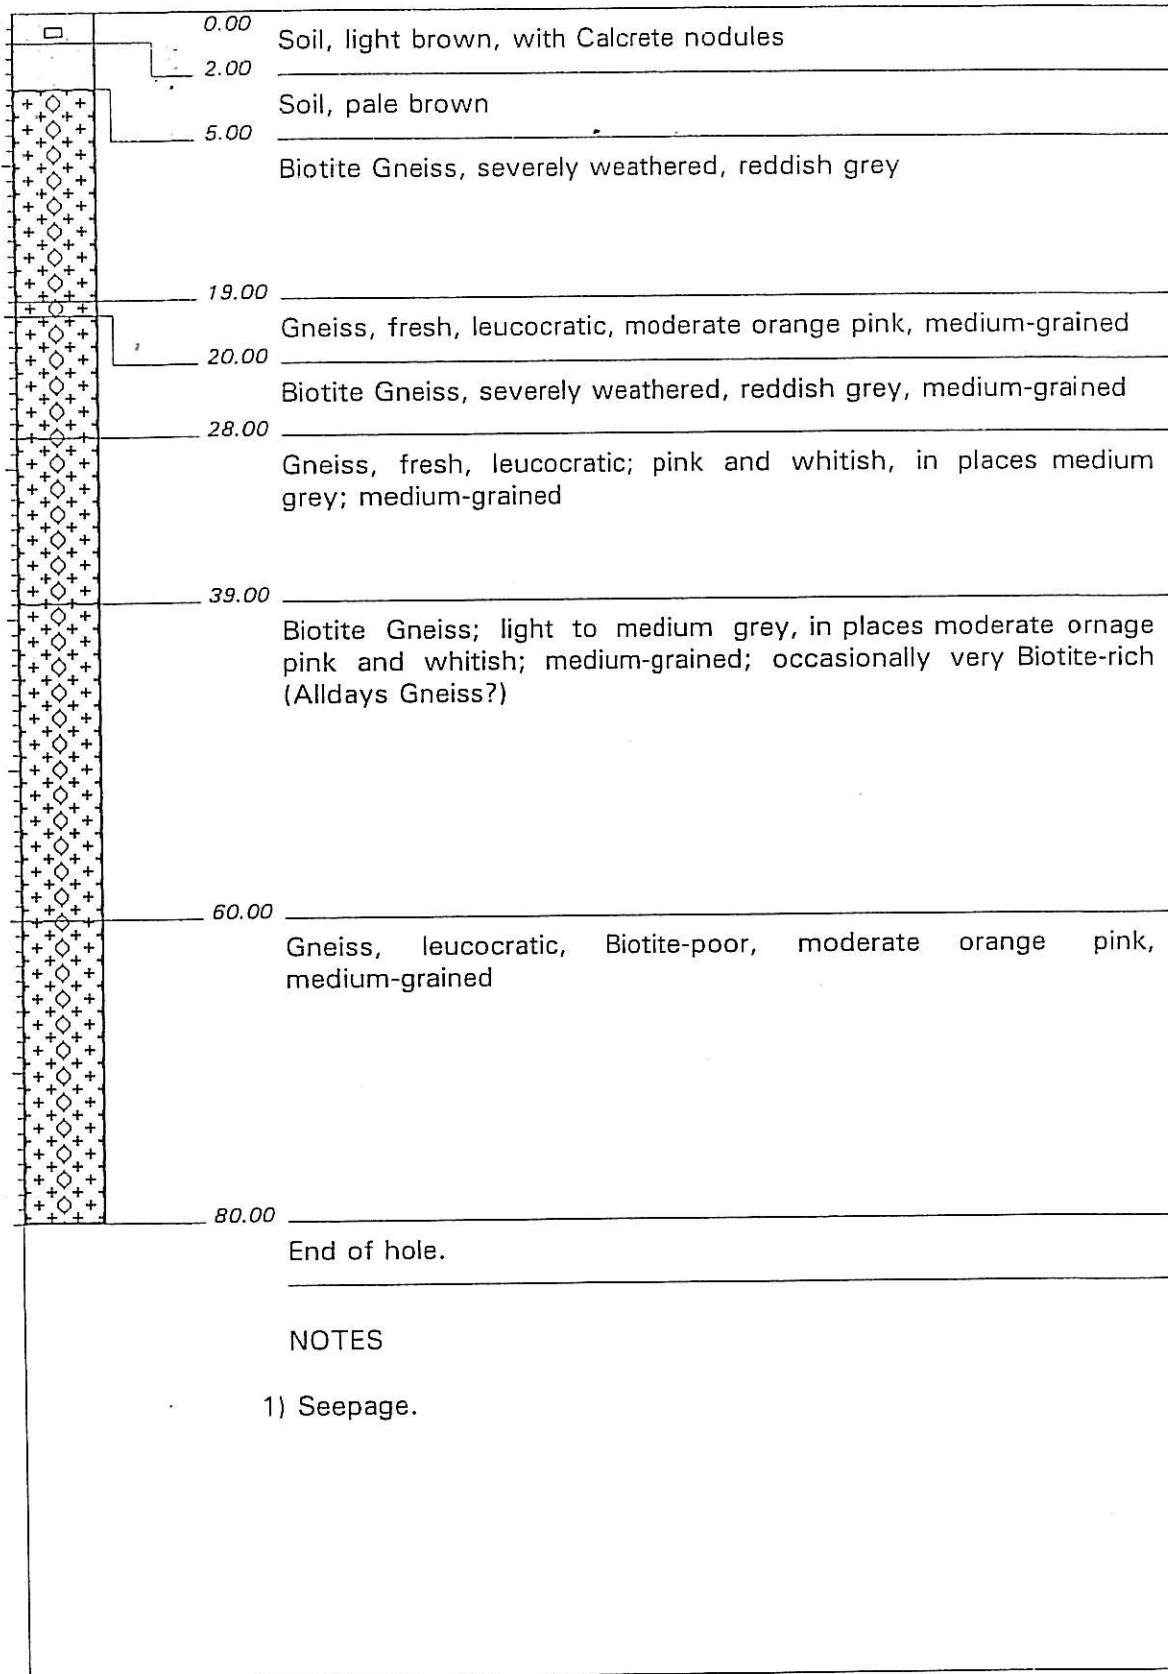 0.00
Soil, light brown, with Calcrete nodules
2.00
Soil, pale brown
5.00
Biotite Gneiss, severely weathered, reddish grey
19.00
Gneiss, fresh, leucocratic, moderate orange pink, medium-grained
20.00
Biotite Gneiss, severely weathered, reddish grey, medium-grained
28.00
Gneiss, fresh, leucocratic; pink and whitish, in places medium
grey; medium-grained
39.00
Biotite Gneiss; light to medium grey, in places moderate ornage
pink and whitish; medium-grained; occasionally very Biotite-rich
(Alldays Gneiss?)
60.00
Gneiss, leucocratic, Biotite-poor, moderate orange pink,
medium-grained
80.00
End of hole.
NOTES
1) Seepage.